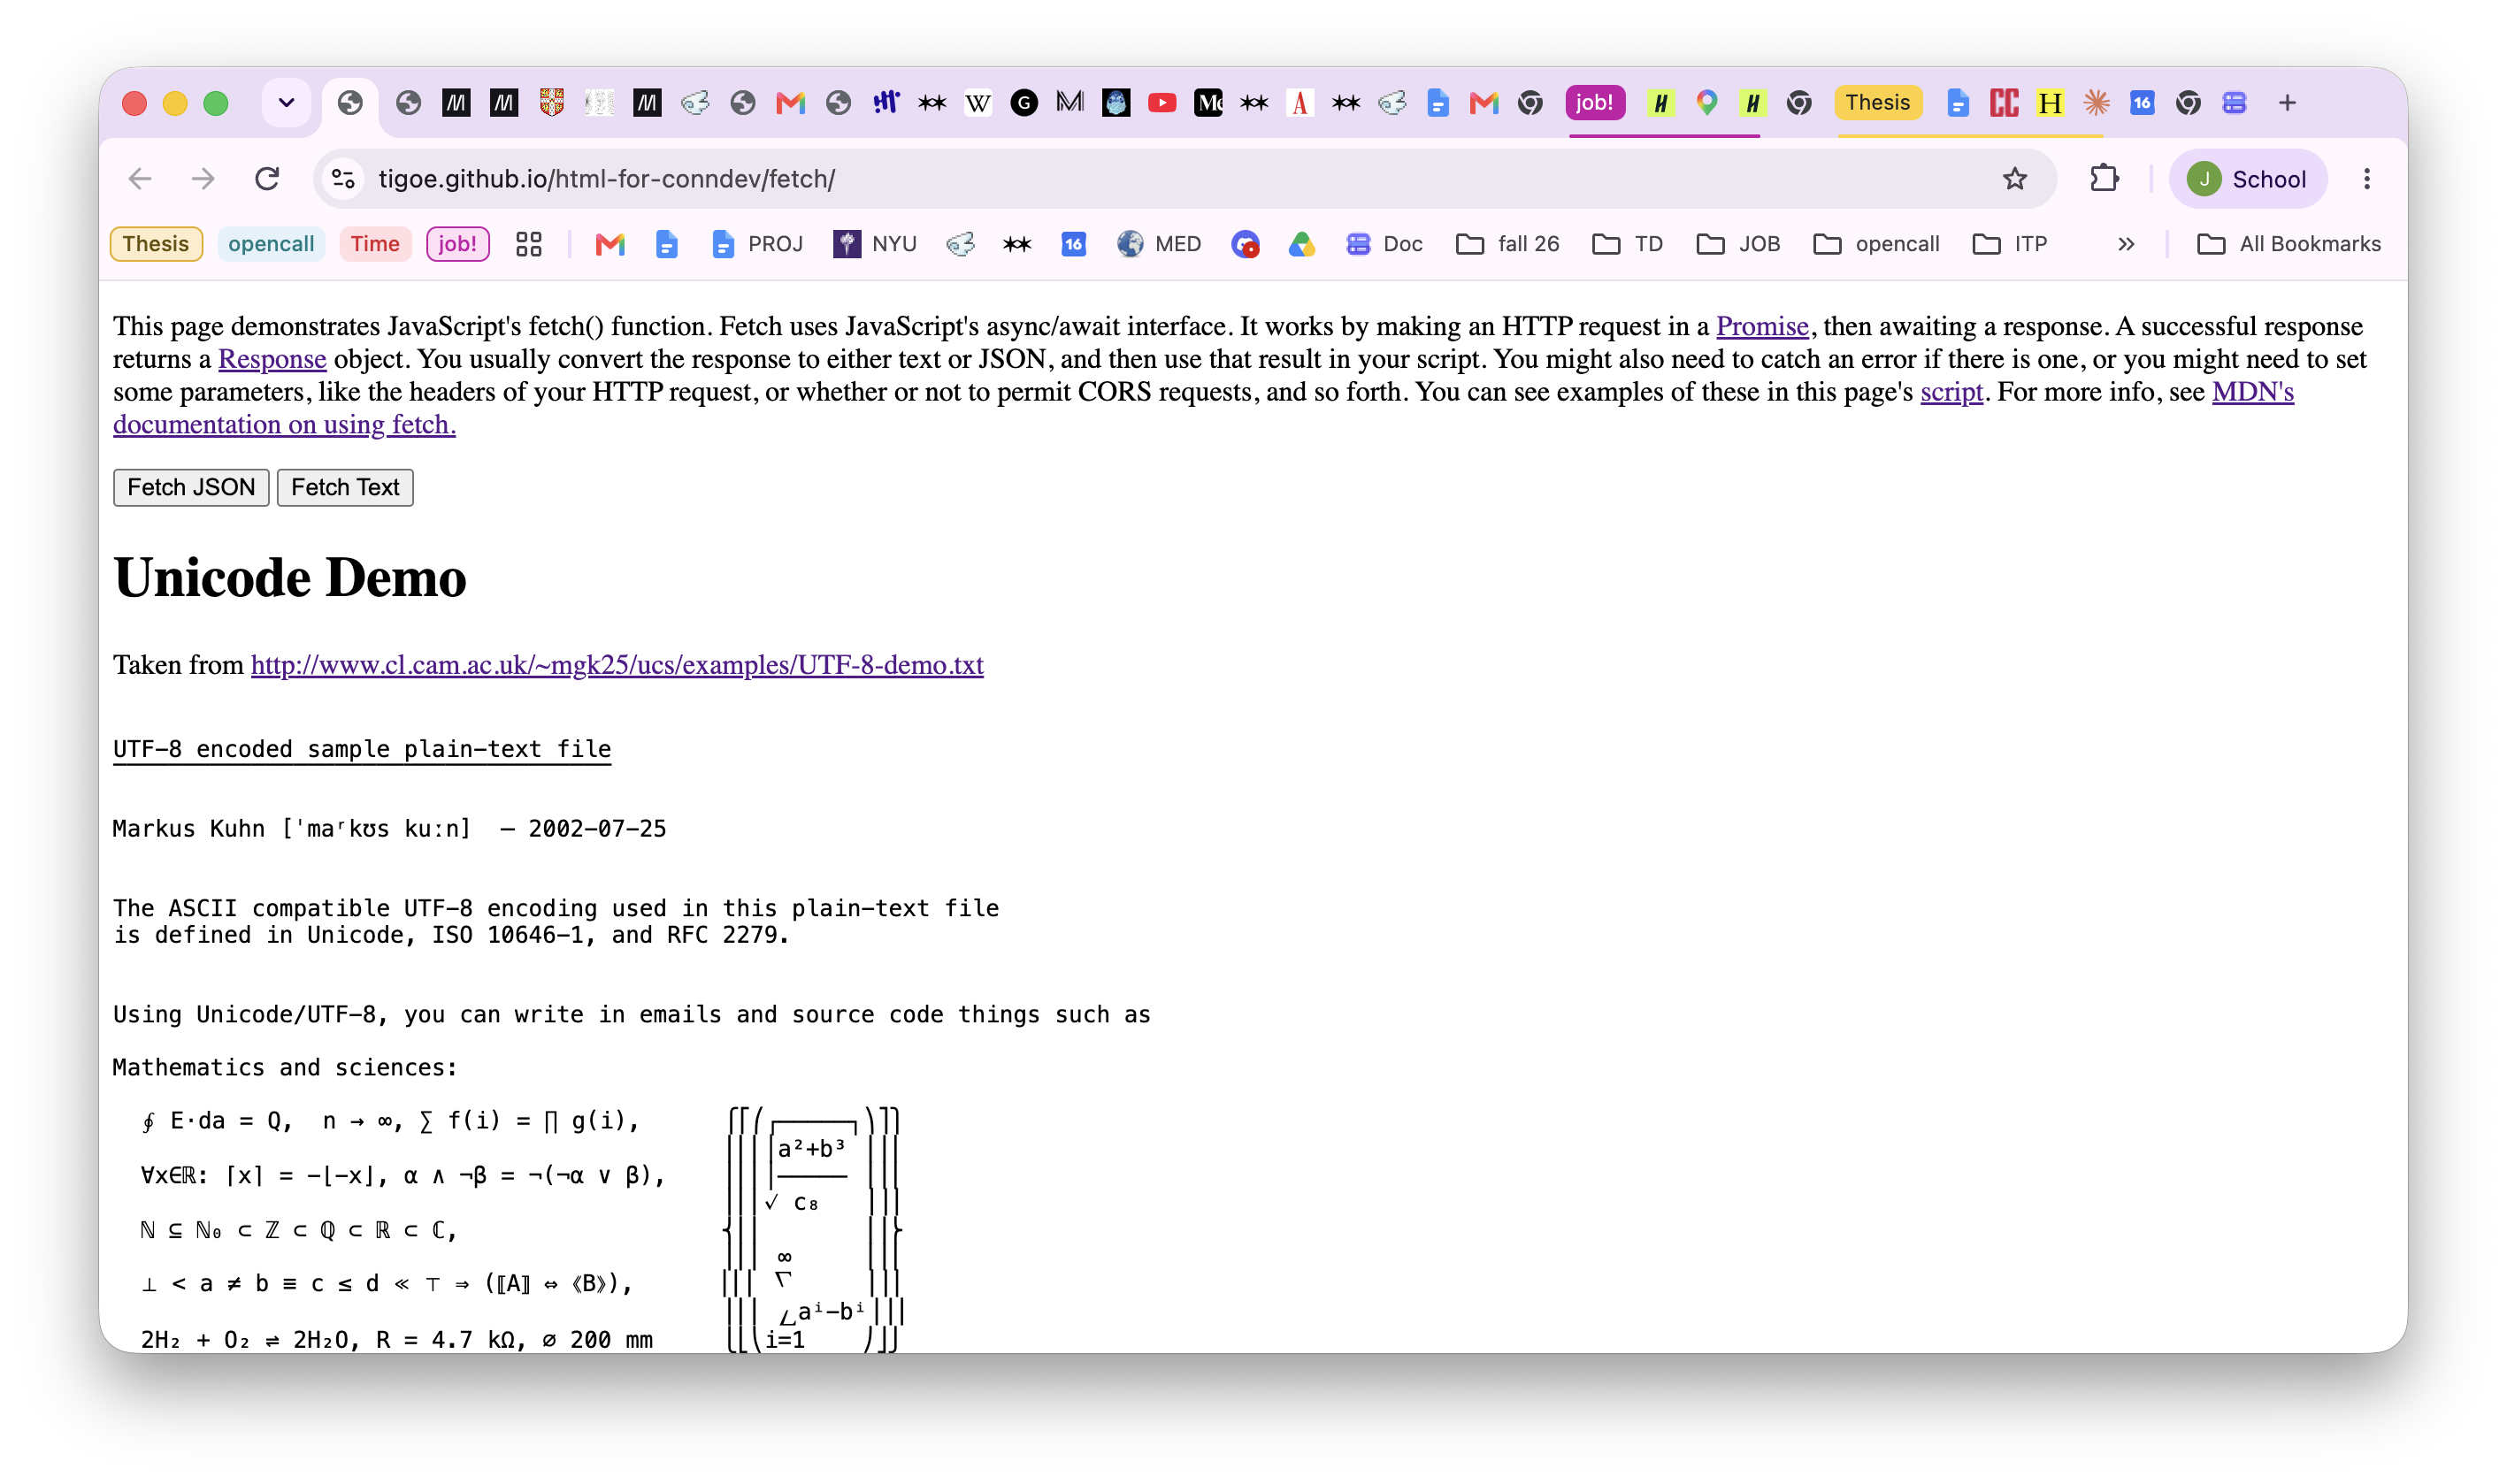 job!
Thesis
16
tigoe.github.io/html-for-conndev/fetch/
J School
Thesis opencall Time job! PROJ NYU 16 MED Doc fall 26 TD JOB opencall ITP » All Bookmarks
This page demonstrates JavaScript's fetch() function. Fetch uses JavaScript's async/await interface. It works by making an HTTP request in a Promise, then awaiting a response. A successful response
returns a Response object. You usually convert the response to either text or JSON, and then use that result in your script. You might also need to catch an error if there is one, or you might need to set
some parameters, like the headers of your HTTP request, or whether or not to permit CORS requests, and so forth. You can see examples of these in this page's script. For more info, see MDN's
documentation on using fetch.
Fetch JSON Fetch Text
Unicode Demo
Taken from http://www.cl.cam.ac.uk/~mgk25/ucs/examples/UTF-8-demo.txt
UTF-8 encoded sample plain-text file
Markus Kuhn [ˈmaʳkʊs kuːn] — 2002-07-25
The ASCII compatible UTF-8 encoding used in this plain-text file
is defined in Unicode, ISO 10646-1, and RFC 2279.
Using Unicode/UTF-8, you can write in emails and source code things such as
Mathematics and sciences:
∮ E⋅da = Q,  n → ∞, ∑ f(i) = ∏ g(i),      ⎧⎡⎛┌─────┐⎞⎤⎫
⎪⎢⎜│a²+b³ ⎟⎥⎪
∀x∈ℝ: ⌈x⌉ = −⌊−x⌋, α ∧ ¬β = ¬(¬α ∨ β),    ⎪⎢⎜│───── ⎟⎥⎪
⎪⎢⎜⎷ c₈   ⎟⎥⎪
ℕ ⊆ ℕ₀ ⊂ ℤ ⊂ ℚ ⊂ ℝ ⊂ ℂ,                   ⎨⎢⎜       ⎟⎥⎬
⎪⎢⎜ ∞     ⎟⎥⎪
⊥ < a ≠ b ≡ c ≤ d ≪ ⊤ ⇒ (⟦A⟧ ⇔ ⟪B⟫),      ⎪⎢⎜ ⎲     ⎟⎥⎪
⎪⎢⎜ ⎳aⁱ-bⁱ⎟⎥⎪
2H₂ + O₂ ⇌ 2H₂O, R = 4.7 kΩ, ⌀ 200 mm     ⎩⎣⎝i=1    ⎠⎦⎭